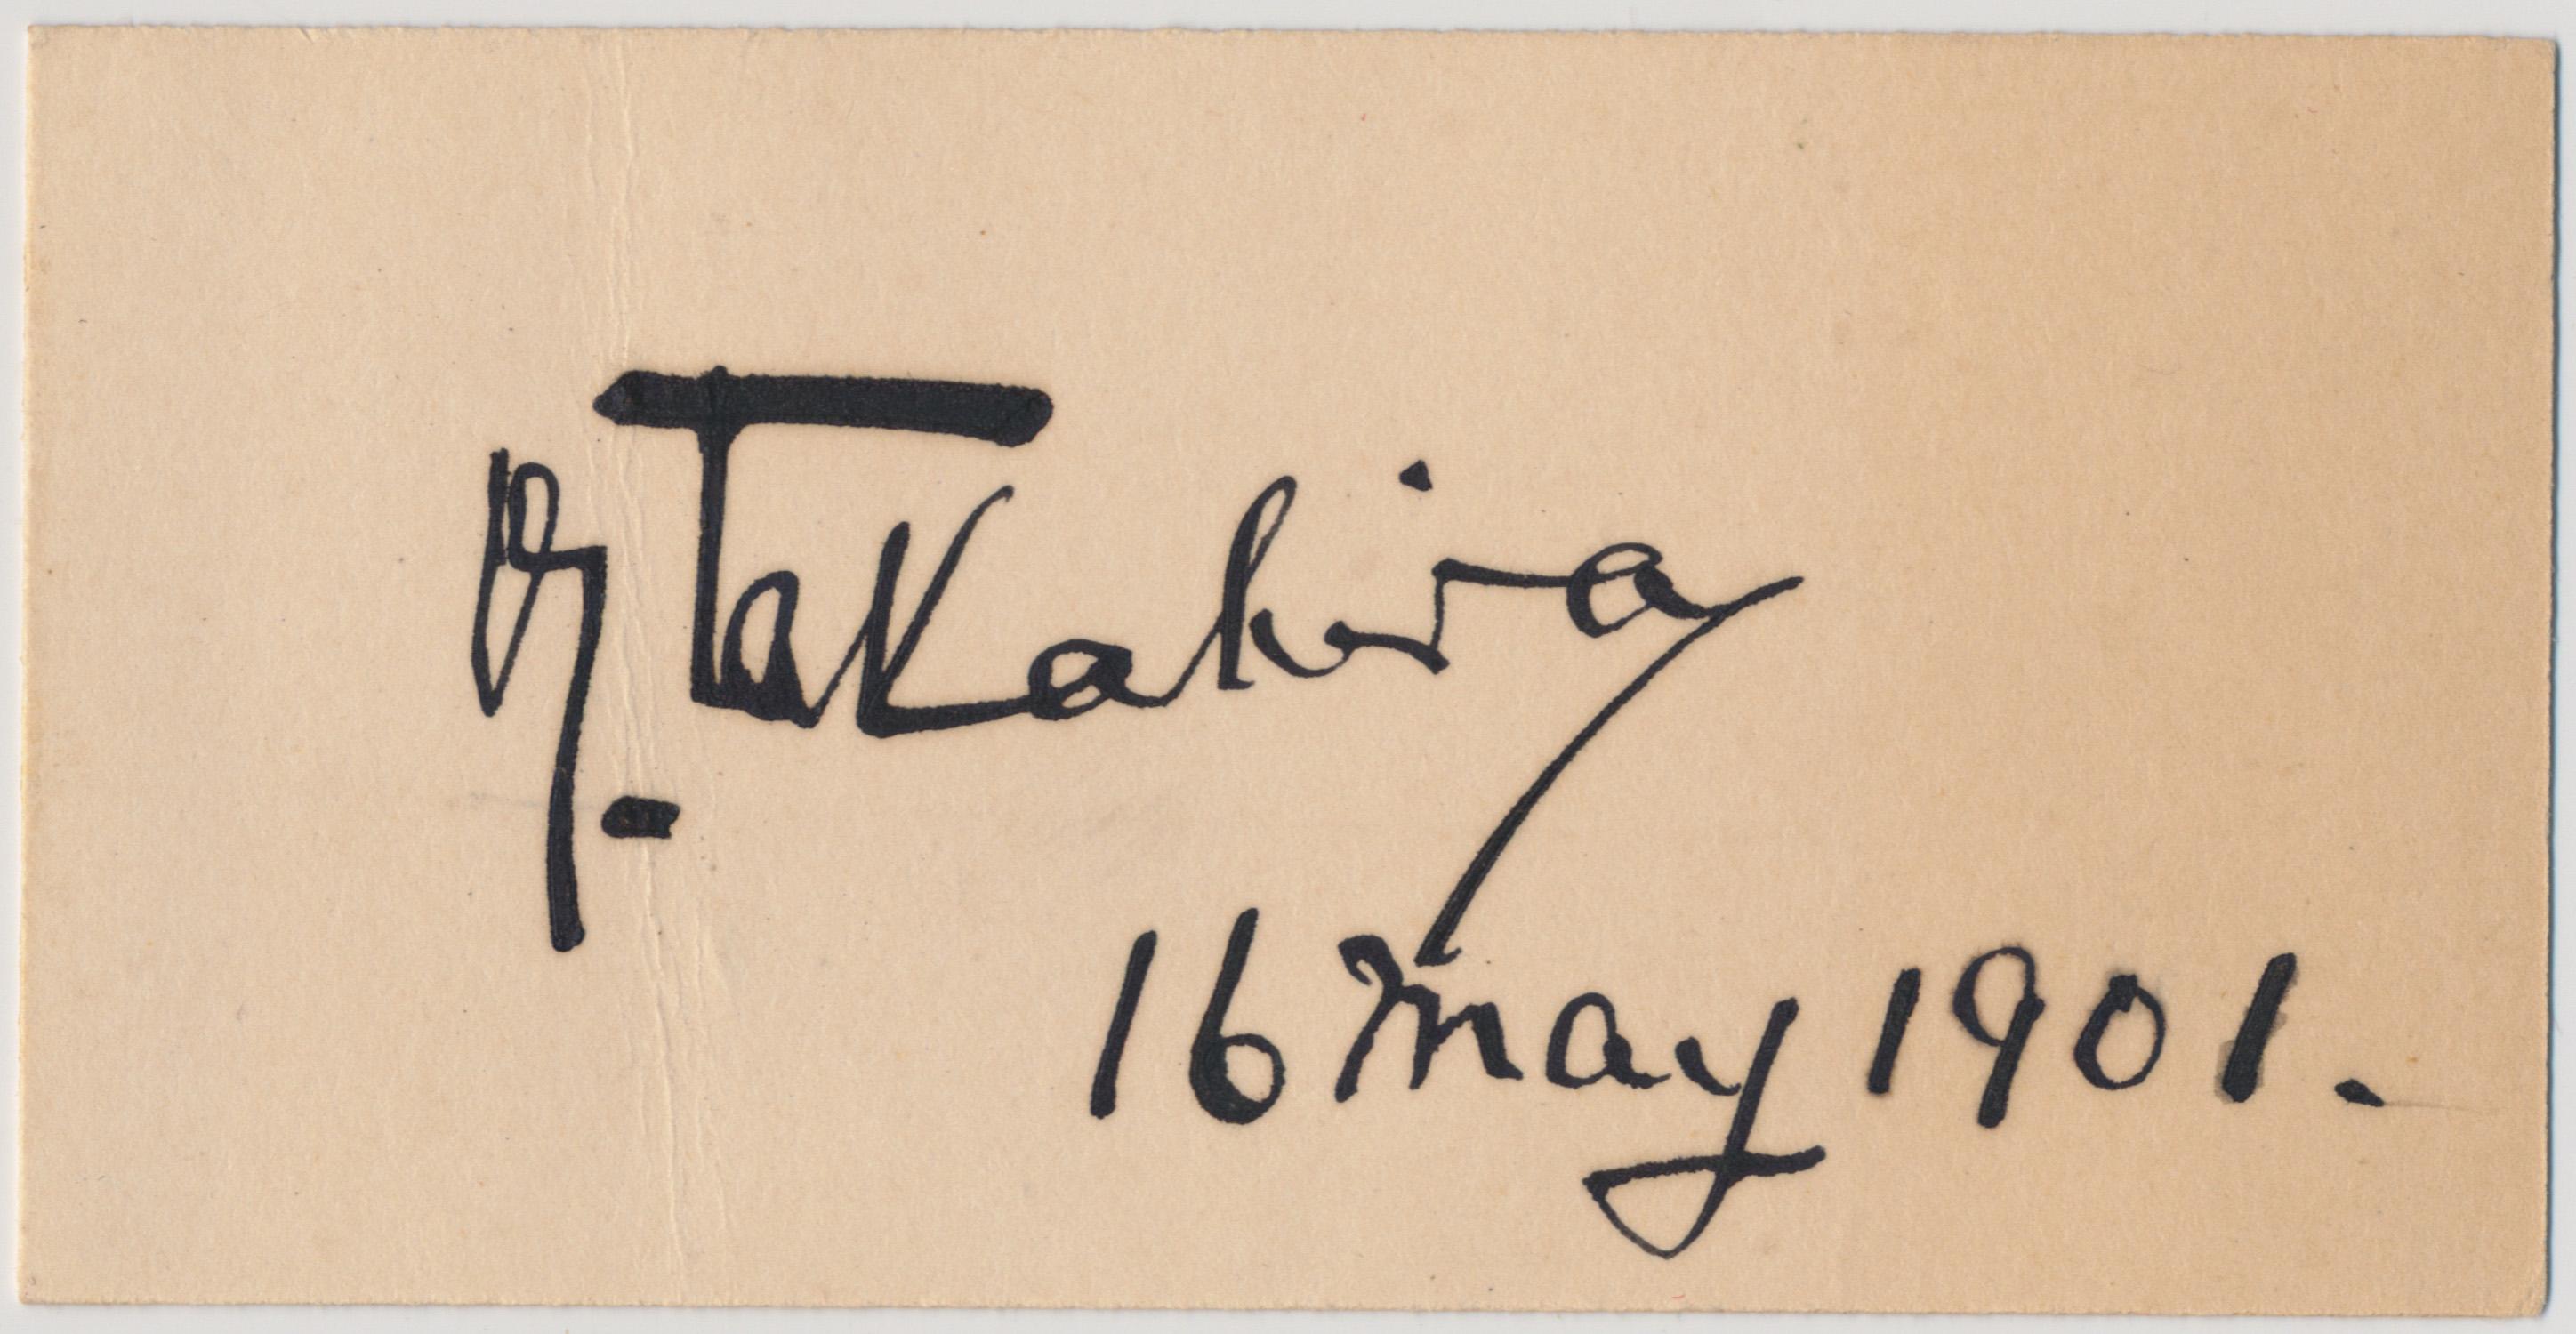 K. Takahira
16 May 1901.